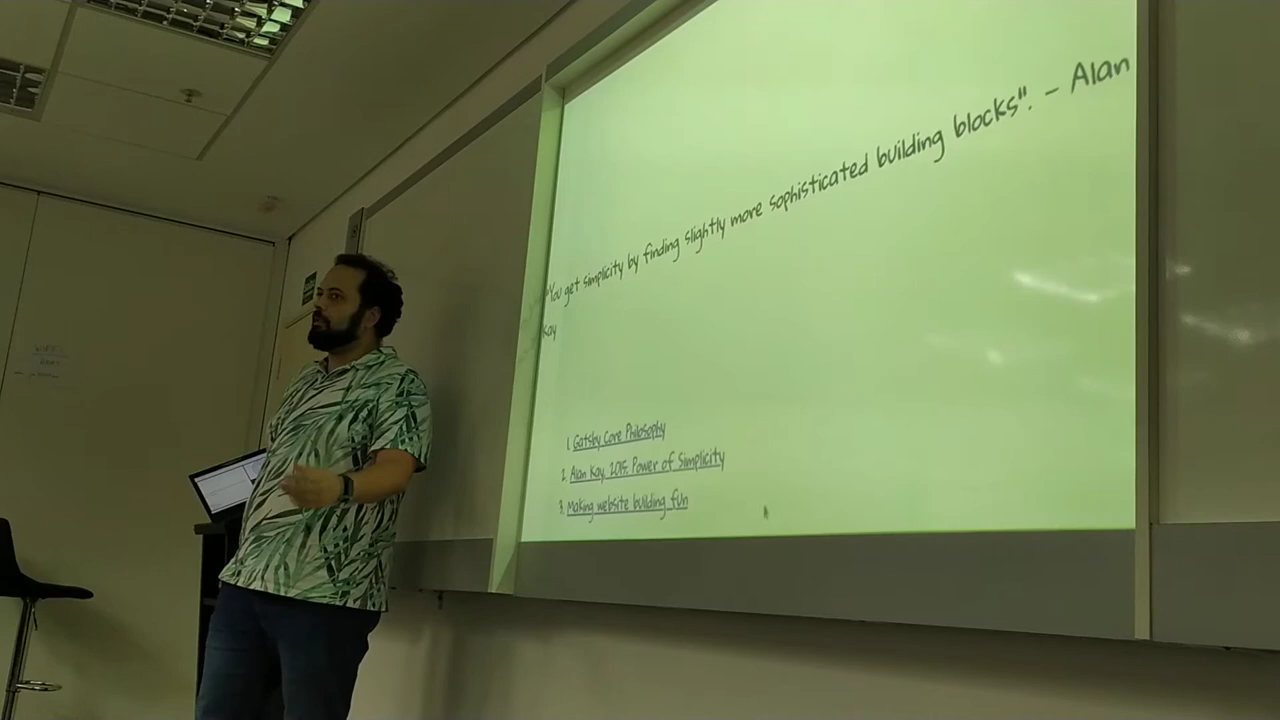 "You get simplicity by finding slightly more sophisticated building blocks". - Alan
Kay
1. Gatsby Core Philosophy
2. Alan Kay, 2015: Power of Simplicity
3. Making website building fun